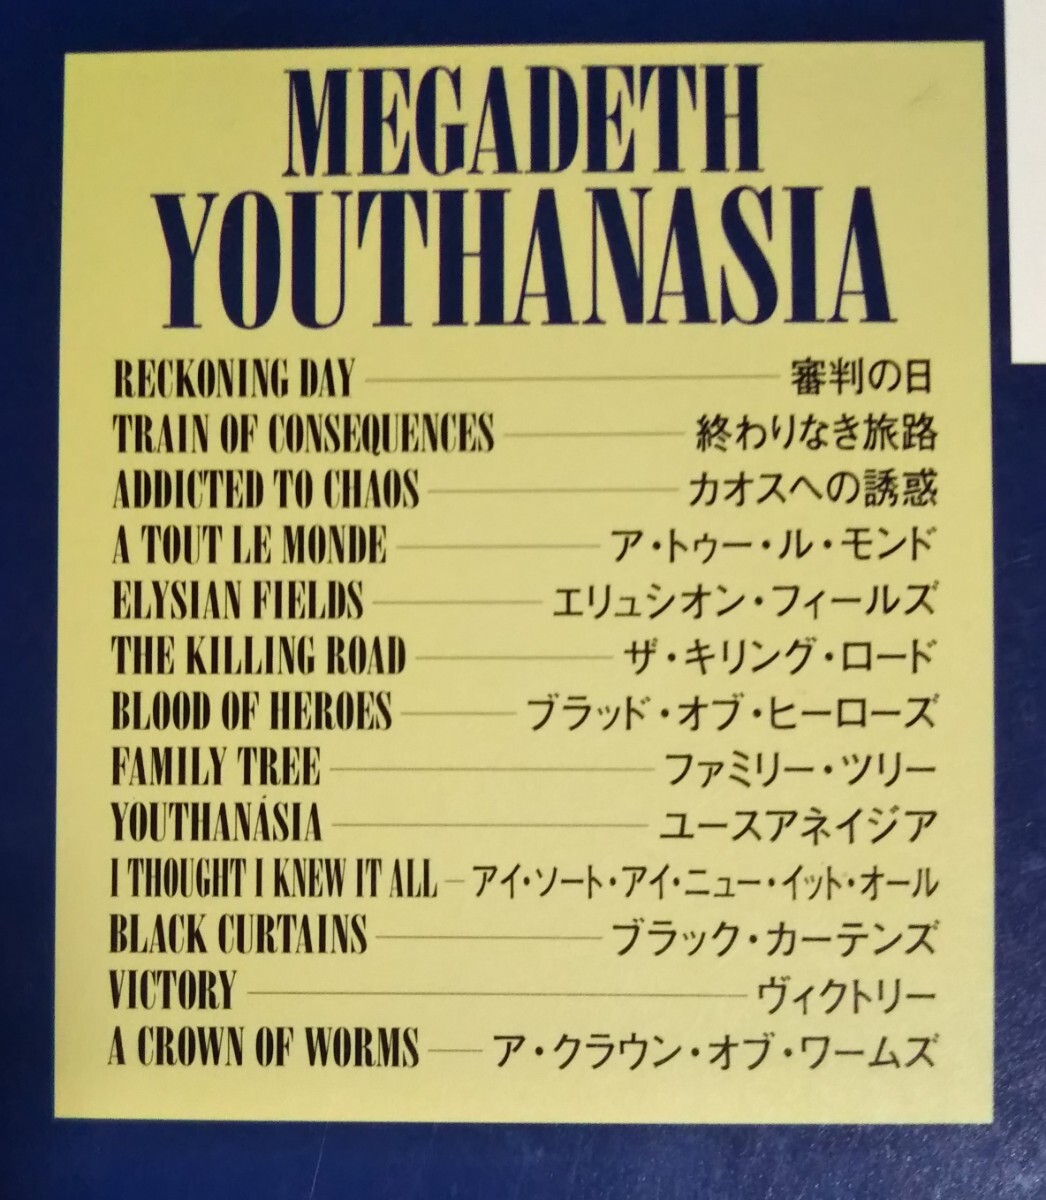 MEGADETH
YOUTHANASIA
RECKONING DAY 審判の日
TRAIN OF CONSEQUENCES 終わりなき旅路
ADDICTED TO CHAOS カオスへの誘惑
A TOUT LE MONDE ア・トゥー・ル・モンド
ELYSIAN FIELDS エリュシオン・フィールズ
THE KILLING ROAD ザ・キリング・ロード
BLOOD OF HEROES ブラッド・オブ・ヒーローズ
FAMILY TREE ファミリー・ツリー
YOUTHANÁSIA ユースアネイジア
I THOUGHT I KNEW IT ALL アイ・ソート・アイ・ニュー・イット・オール
BLACK CURTAINS ブラック・カーテンズ
VICTORY ヴィクトリー
A CROWN OF WORMS ア・クラウン・オブ・ワームズ